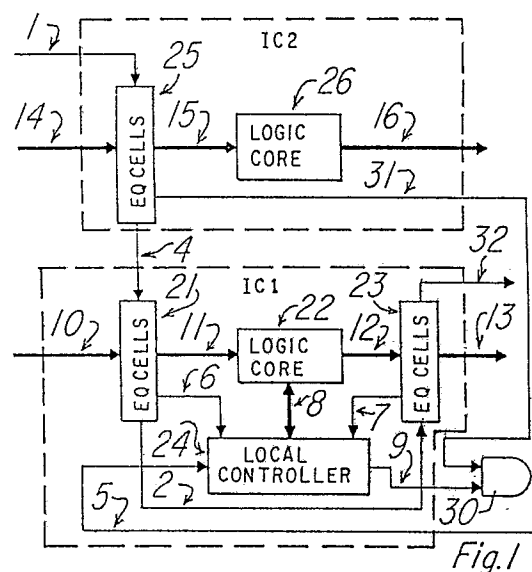 1
IC2
25
26
14
15
LOGIC
CORE
16
EQ CELLS
31
4
32
IC1
21
22
23
10
11
LOGIC
CORE
12
13
EQ CELLS
EQ CELLS
6
8
7
24
LOCAL
CONTROLLER
9
2
5
30
Fig.1